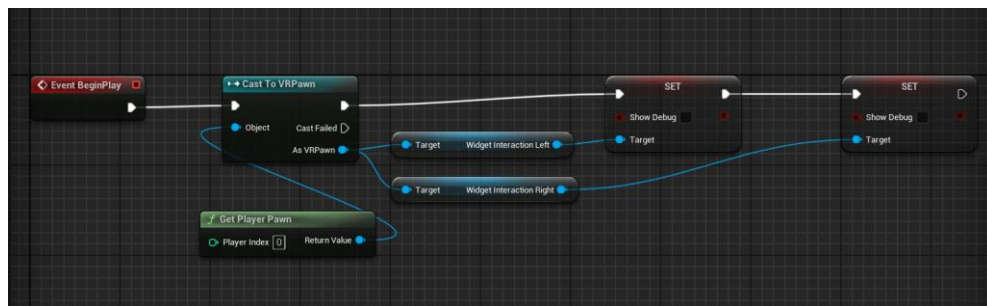 Event BeginPlay
Cast To VRPawn
Object
Cast Failed
As VRPawn
Target Widget Interaction Left
Target Widget Interaction Right
SET
Show Debug
Target
SET
Show Debug
Target
f Get Player Pawn
Player Index 0 Return Value